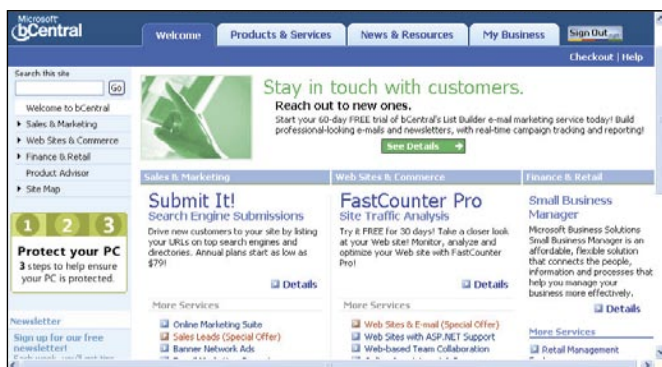 Microsoft
bCentral
Welcome
Products & Services
News & Resources
My Business
Sign Out
Checkout | Help
Search this site
Go
Welcome to bCentral
Sales & Marketing
Web Sites & Commerce
Finance & Retail
Product Advisor
Site Map
1 2 3
Protect your PC
3 steps to help ensure
your PC is protected.
Newsletter
Sign up for our free
newsletter!
Stay in touch with customers.
Reach out to new ones.
Start your 60-day FREE trial of bCentral's List Builder e-mail marketing service today! Build
professional-looking e-mails and newsletters, with real-time campaign tracking and reporting!
See Details
Sales & Marketing
Submit It!
Search Engine Submissions
Drive new customers to your site by listing
your URLs on top search engines and
directories. Annual plans start as low as
$79!
Details
More Services
Online Marketing Suite
Sales Leads (Special Offer)
Banner Network Ads
Web Sites & Commerce
FastCounter Pro
Site Traffic Analysis
Try it FREE for 30 days! Take a closer look
at your Web site! Monitor, analyze and
optimize your Web site with FastCounter
Pro!
Details
More Services
Web Sites & E-mail (Special Offer)
Web Sites with ASP.NET Support
Web-based Team Collaboration
Finance & Retail
Small Business
Manager
Microsoft Business Solutions
Small Business Manager is an
affordable, flexible solution
that connects the people,
information and processes that
help you manage your
business more effectively.
Details
More Services
Retail Management